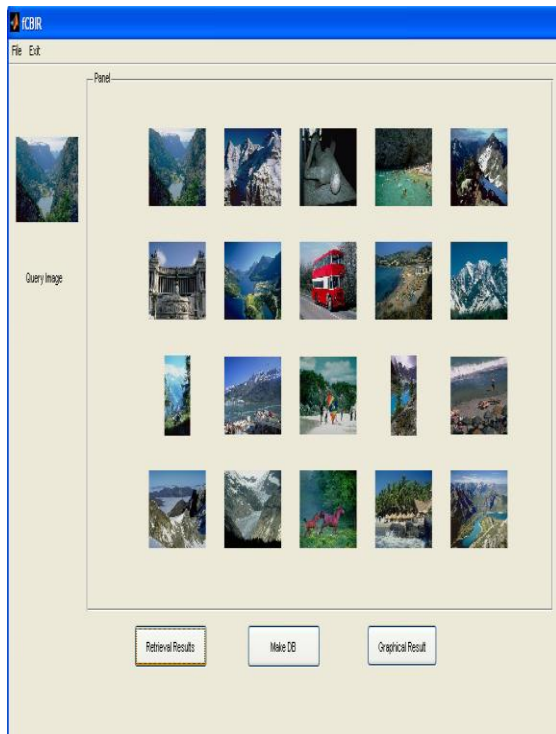 fCBIR
File Exit
Panel
Query Image
Retrieval Results Make DB Graphical Result